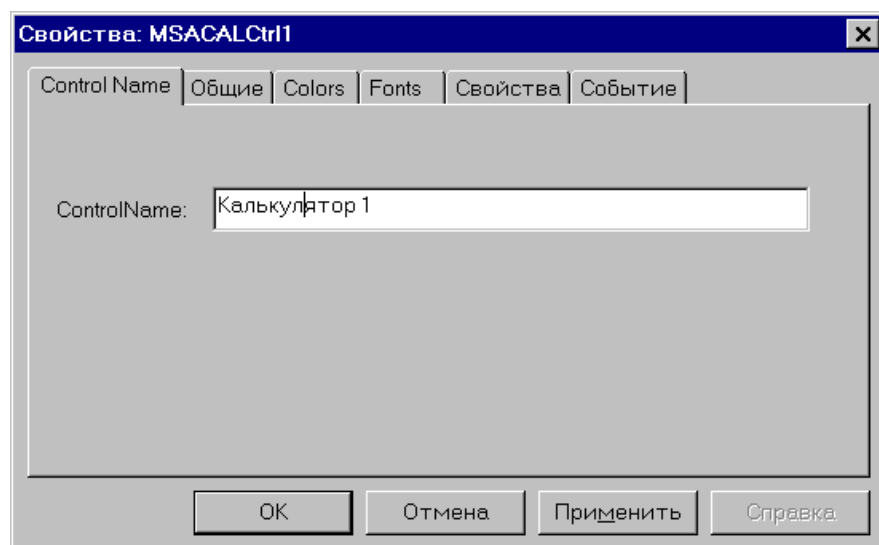 Свойства: MSACALCtrl1
Control Name Общие Colors Fonts Свойства Событие
ControlName: Калькулятор 1
OK Отмена Применить Справка